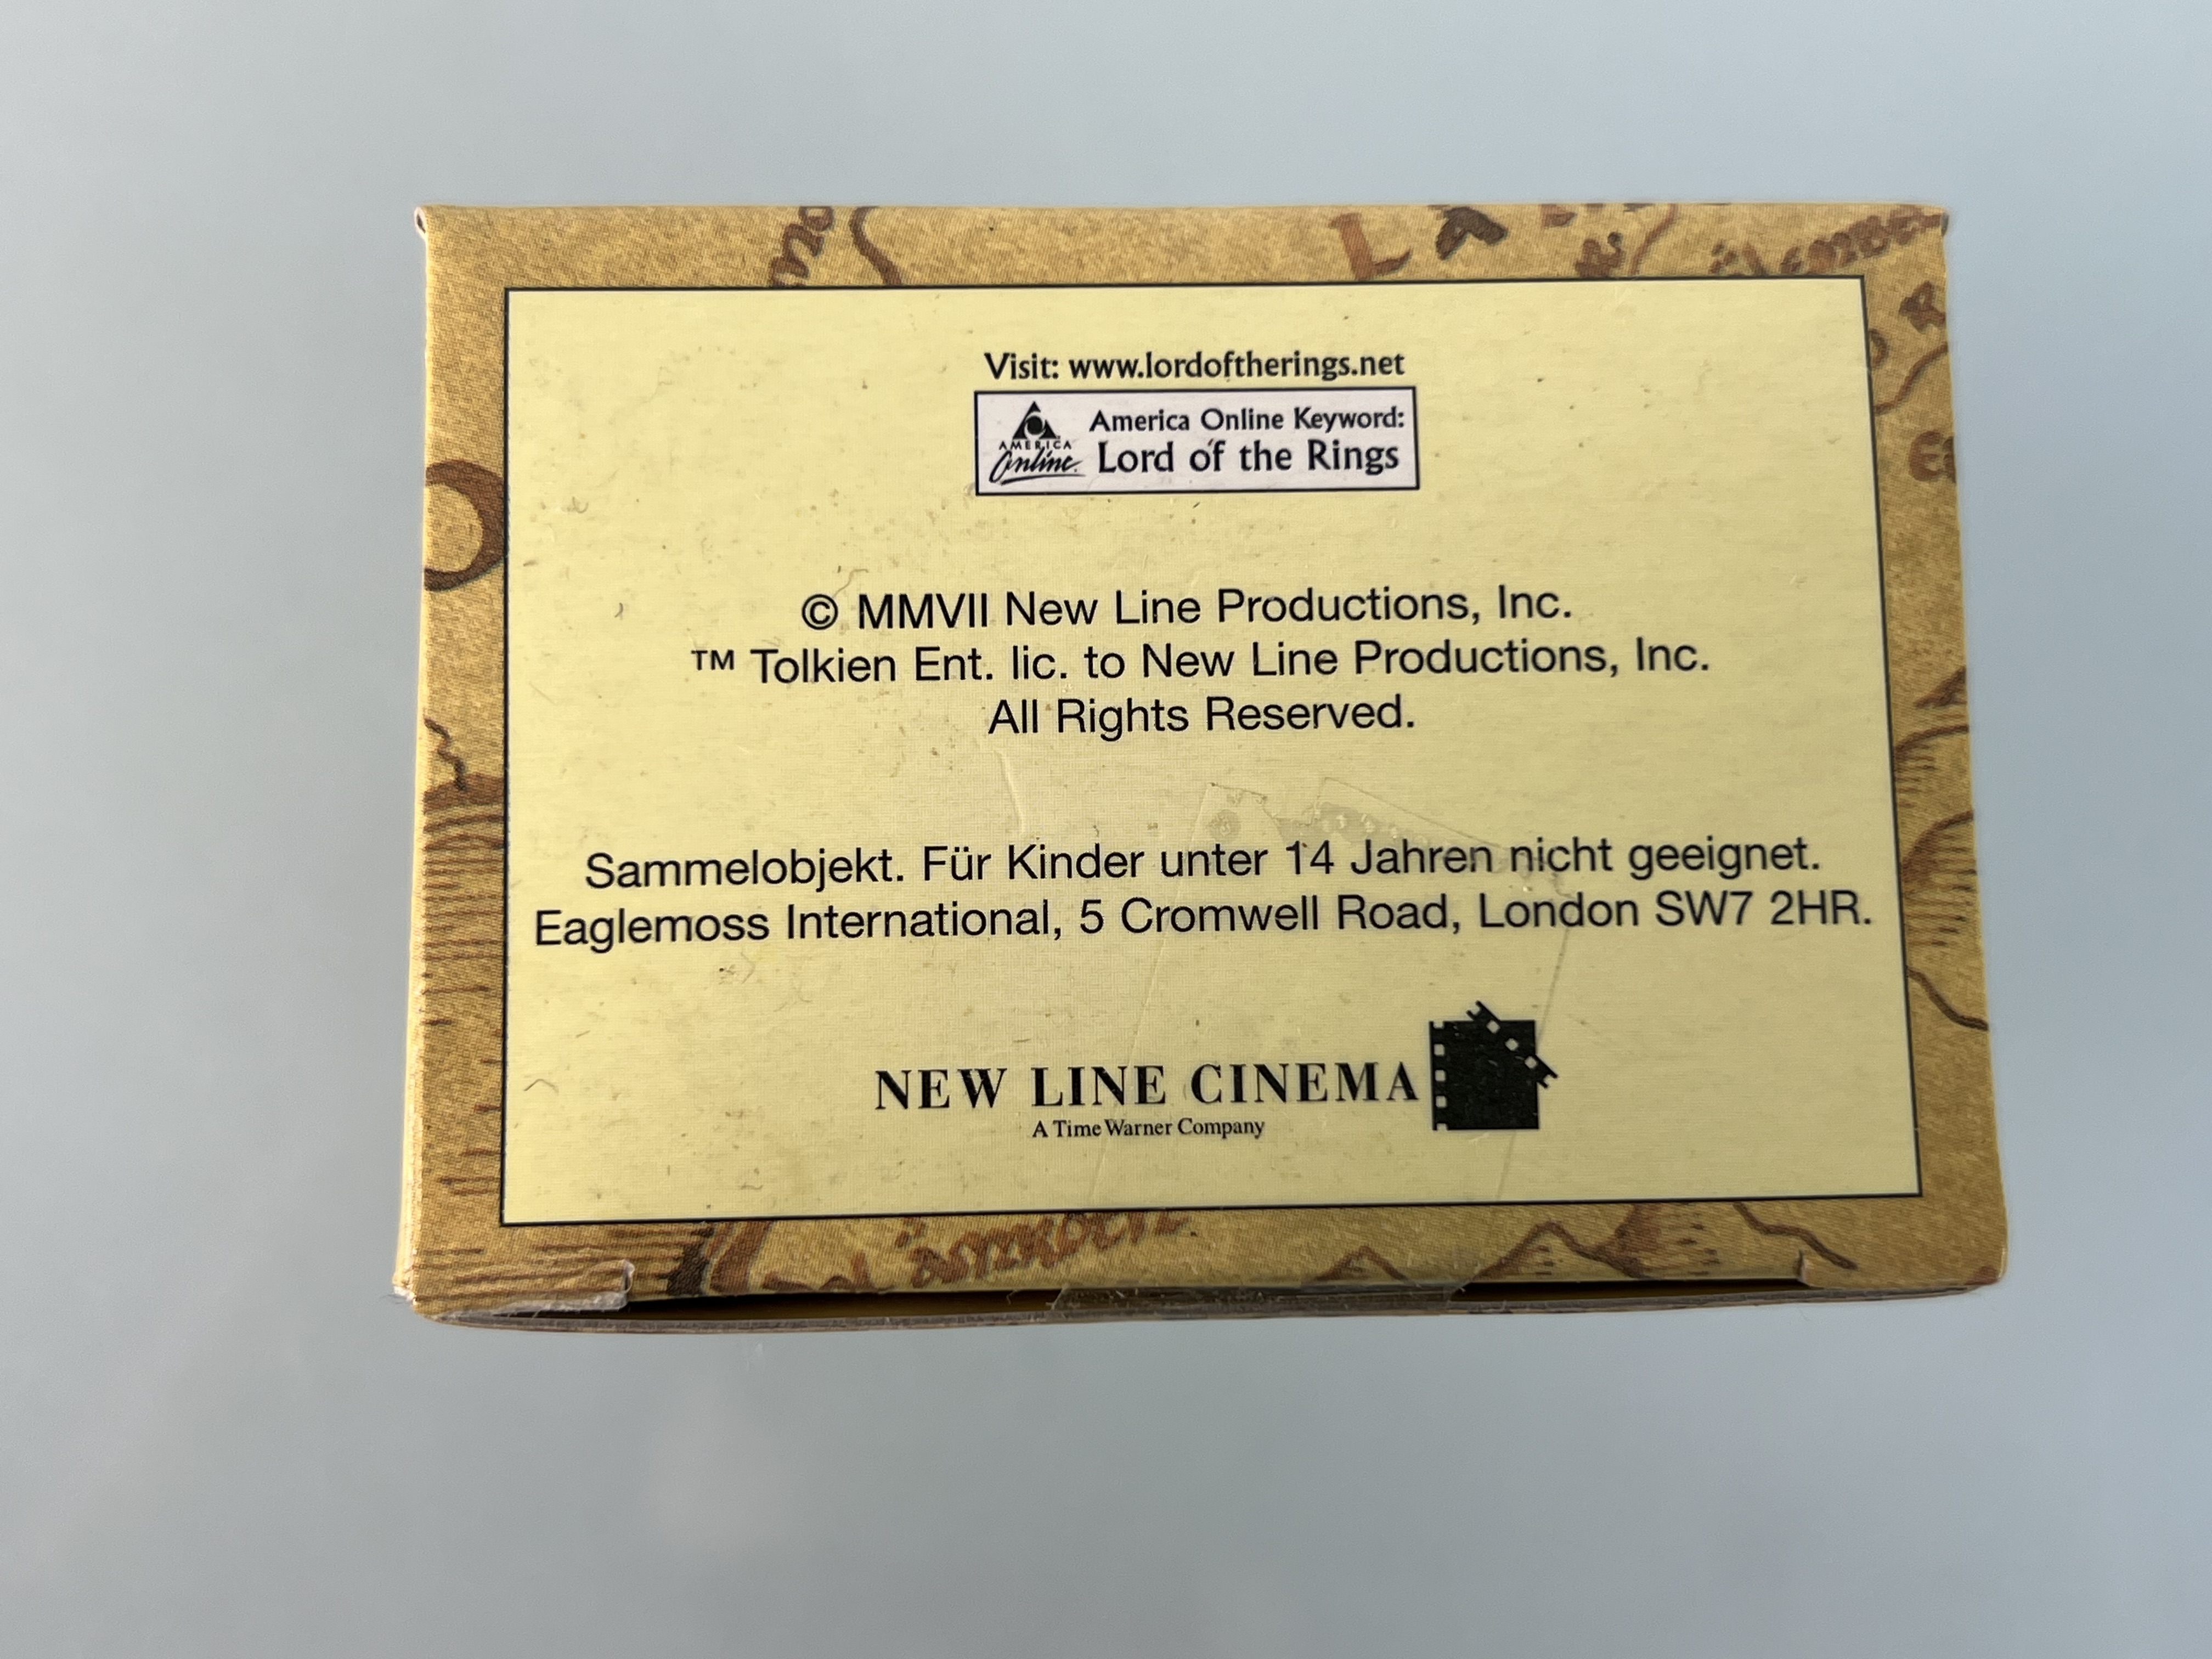 Visit: www.lordoftherings.net
America Online Keyword:
AMERICA
Online
Lord of the Rings
© MMVII New Line Productions, Inc.
™ Tolkien Ent. lic. to New Line Productions, Inc.
All Rights Reserved.
Sammelobjekt. Für Kinder unter 14 Jahren nicht geeignet.
Eaglemoss International, 5 Cromwell Road, London SW7 2HR.
NEW LINE CINEMA
A Time Warner Company